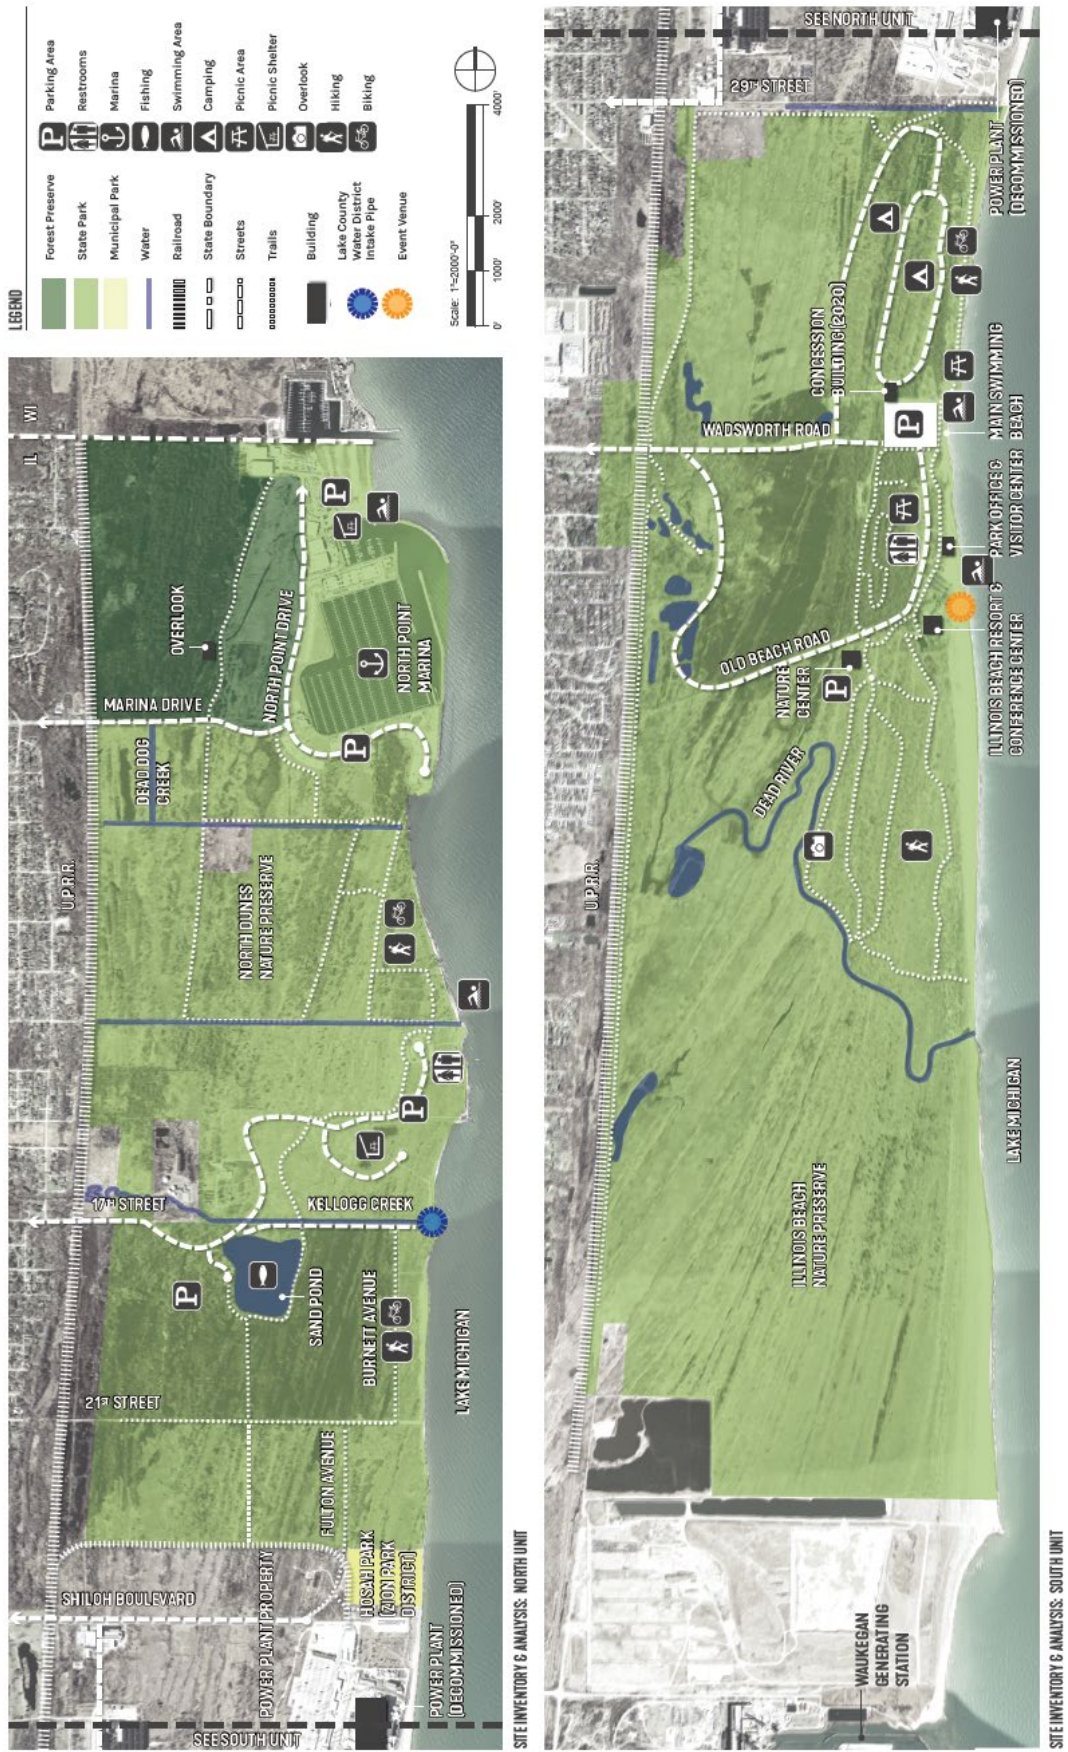 LEGEND
Forest Preserve
State Park
Municipal Park
Water
Railroad
State Boundary
Streets
Trails
Building
Lake County
Water District
Intake Pipe
Event Venue
P
Parking Area
Restrooms
Marina
Fishing
Swimming Area
Camping
Picnic Area
Picnic Shelter
Overlook
Hiking
Biking
Scale: 1"=2000'-0"
0'
1000'
2000'
4000'
IL
WI
OVERLOOK
MARINA DRIVE
NORTH POINT DRIVE
NORTH POINT
MARINA
P
P
DEAD DOG
CREEK
U.P.R.R.
NORTH DUNES
NATURE PRESERVE
P
17TH STREET
KELLOGG CREEK
P
SAND POND
BURNETT AVENUE
LAKE MICHIGAN
21ST STREET
FULTON AVENUE
HOSAH PARK
(ZION PARK
DISTRICT)
SHILOH BOULEVARD
POWER PLANT PROPERTY
POWER PLANT
(DECOMMISSIONED)
SEE SOUTH UNIT
SITE INVENTORY & ANALYSIS: NORTH UNIT
SEE NORTH UNIT
29TH STREET
POWER PLANT
(DECOMMISSIONED)
CONCESSION
BUILDING (2020)
WADSWORTH ROAD
P
MAIN SWIMMING
BEACH
PARK OFFICE &
VISITOR CENTER
ILLINOIS BEACH RESORT &
CONFERENCE CENTER
OLD BEACH ROAD
NATURE
CENTER
P
DEAD RIVER
U.P.R.R.
LAKE MICHIGAN
ILLINOIS BEACH
NATURE PRESERVE
WAUKEGAN
GENERATING
STATION
SITE INVENTORY & ANALYSIS: SOUTH UNIT